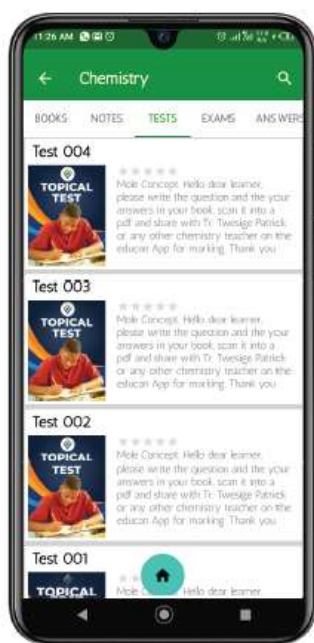 11:26 AM
Chemistry
BOOKS NOTES TESTS EXAMS ANSWERS
Test 004
TOPICAL
TEST
Mole Concept. Hello dear learner,
please write the question and the your
answers in your book, scan it into a
pdf and share with Tr. Twesige Patrick
or any other chemistry teacher on the
educan App for marking. Thank you
Test 003
TOPICAL
TEST
Mole Concept. Hello dear learner,
please write the question and the your
answers in your book, scan it into a
pdf and share with Tr. Twesige Patrick
or any other chemistry teacher on the
educan App for marking. Thank you
Test 002
TOPICAL
TEST
Mole Concept. Hello dear learner,
please write the question and the your
answers in your book, scan it into a
pdf and share with Tr. Twesige Patrick
or any other chemistry teacher on the
educan App for marking. Thank you
Test 001
TOPICAL
Mole Hello dear learner